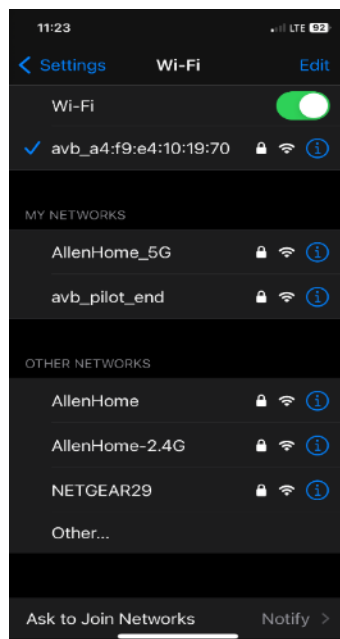 11:23 LTE 92
Settings Wi-Fi Edit
Wi-Fi
avb_a4:f9:e4:10:19:70
MY NETWORKS
AllenHome_5G
avb_pilot_end
OTHER NETWORKS
AllenHome
AllenHome-2.4G
NETGEAR29
Other...
Ask to Join Networks Notify